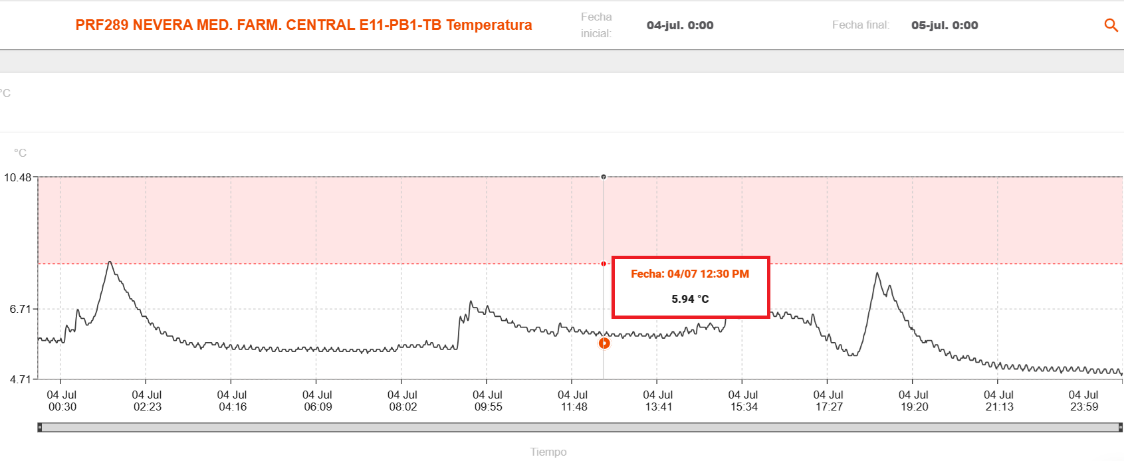 PRF289 NEVERA MED. FARM. CENTRAL E11-PB1-TB Temperatura
Fecha inicial:
04-jul. 0:00
Fecha final:
05-jul. 0:00
°C
°C
10.48
6.71
4.71
Fecha: 04/07 12:30 PM
5.94 °C
04 Jul 00:30
04 Jul 02:23
04 Jul 04:16
04 Jul 06:09
04 Jul 08:02
04 Jul 09:55
04 Jul 11:48
04 Jul 13:41
04 Jul 15:34
04 Jul 17:27
04 Jul 19:20
04 Jul 21:13
04 Jul 23:59
Tiempo